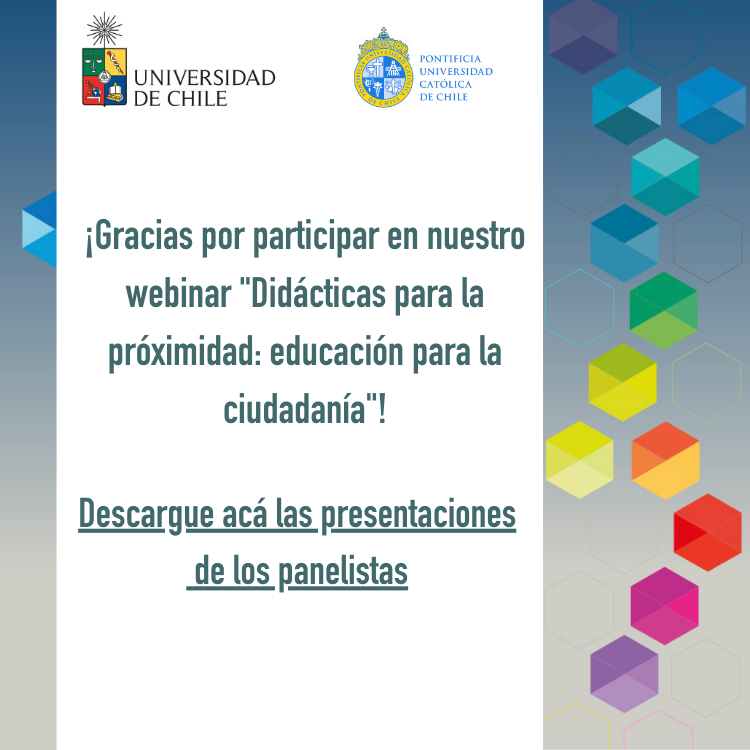 UNIVERSIDAD
DE CHILE
PONTIFICIA
UNIVERSIDAD
CATÓLICA
DE CHILE
¡Gracias por participar en nuestro
webinar "Didácticas para la
próximidad: educación para la
ciudadanía"!
Descargue acá las presentaciones
de los panelistas